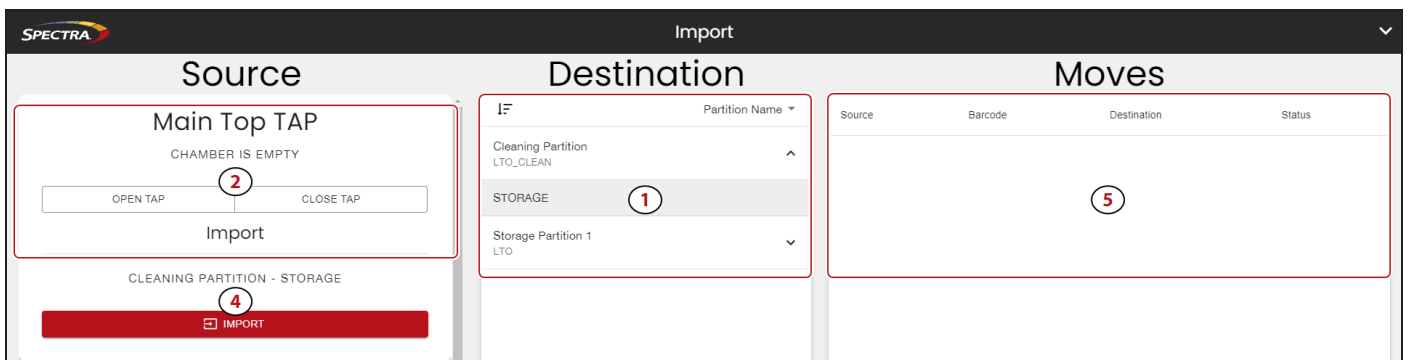 SPECTRA
Import
Source
Destination
Moves
Main Top TAP
CHAMBER IS EMPTY
2
OPEN TAP
CLOSE TAP
Import
CLEANING PARTITION - STORAGE
4
IMPORT
Partition Name
Cleaning Partition
LTO_CLEAN
STORAGE
1
Storage Partition 1
LTO
Source Barcode Destination Status
5